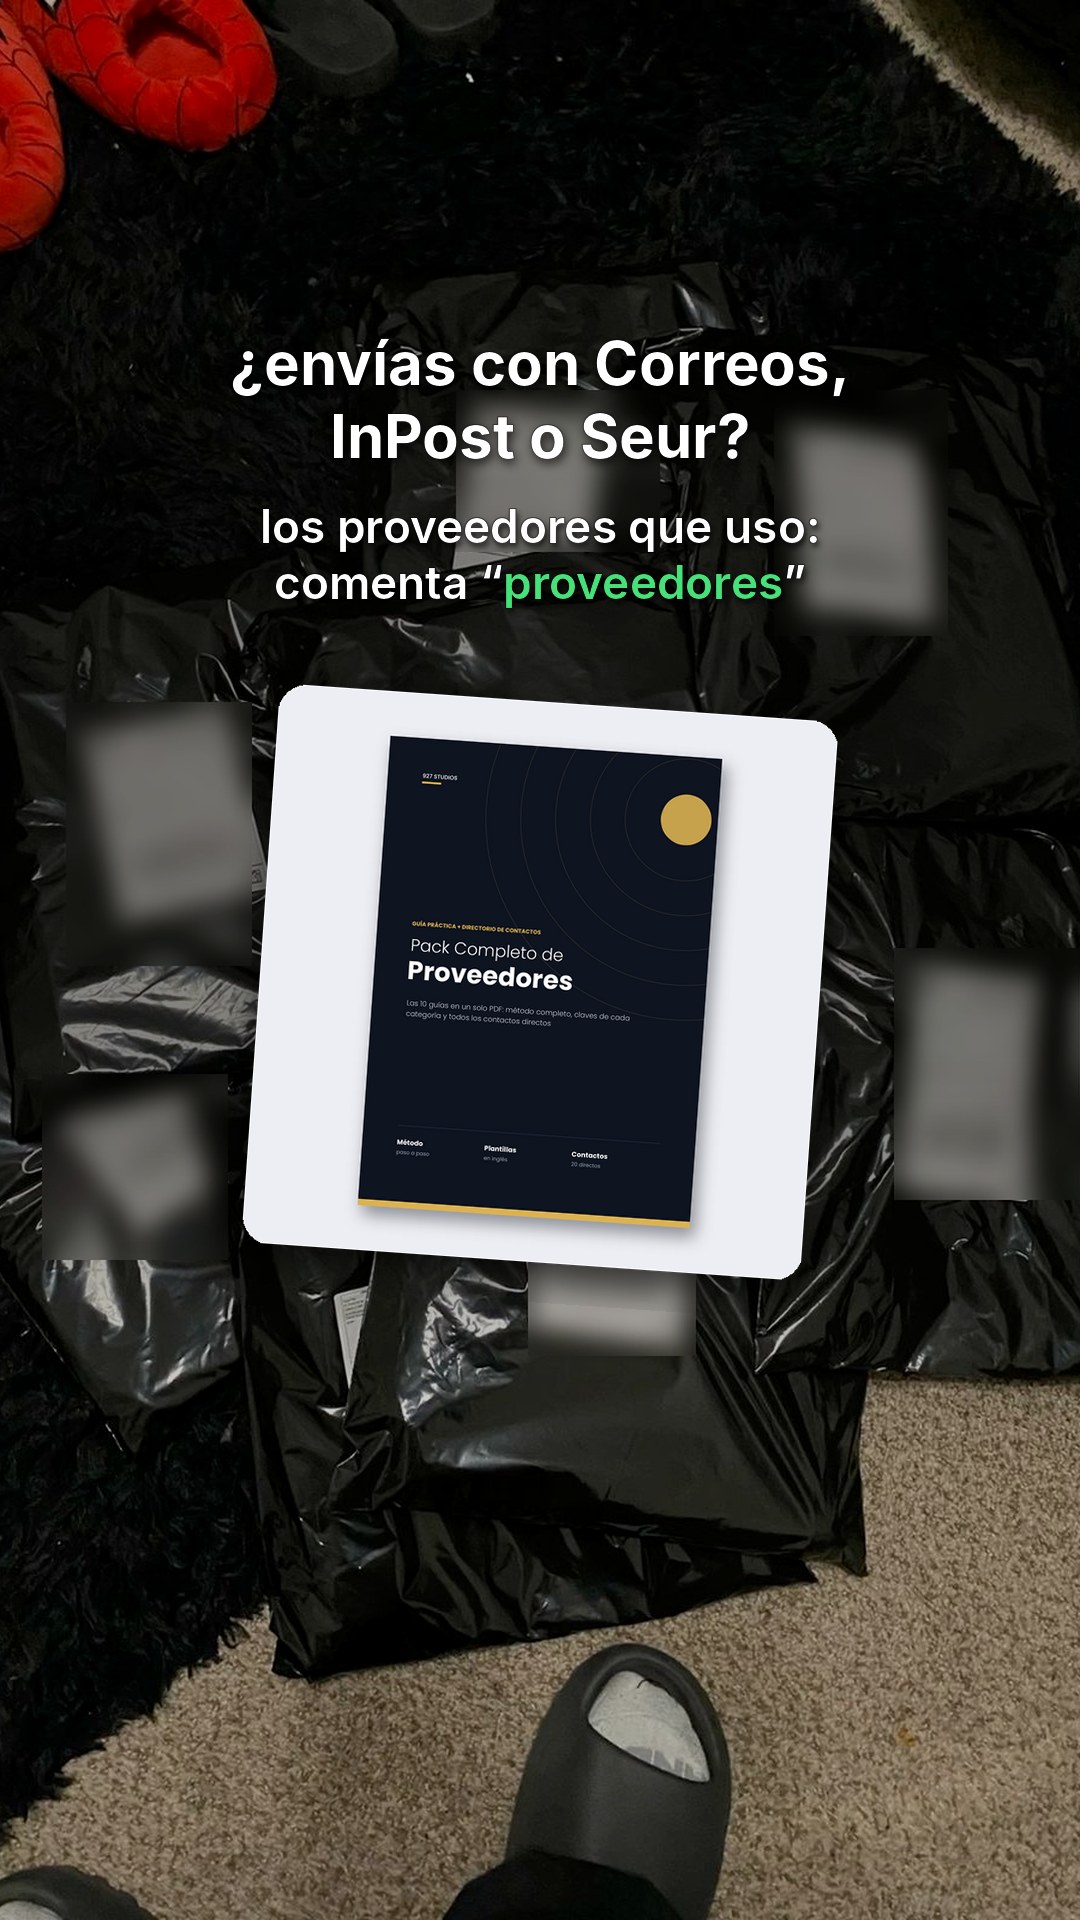 ¿envías con Correos,
InPost o Seur?
los proveedores que uso:
comenta “proveedores”
927 STUDIOS
GUÍA PRÁCTICA + DIRECTORIO DE CONTACTOS
Pack Completo de
Proveedores
Las 10 guías en un solo PDF: método completo, claves de cada
categoría y todos los contactos directos
Método
paso a paso
Plantillas
en inglés
Contactos
20 directos